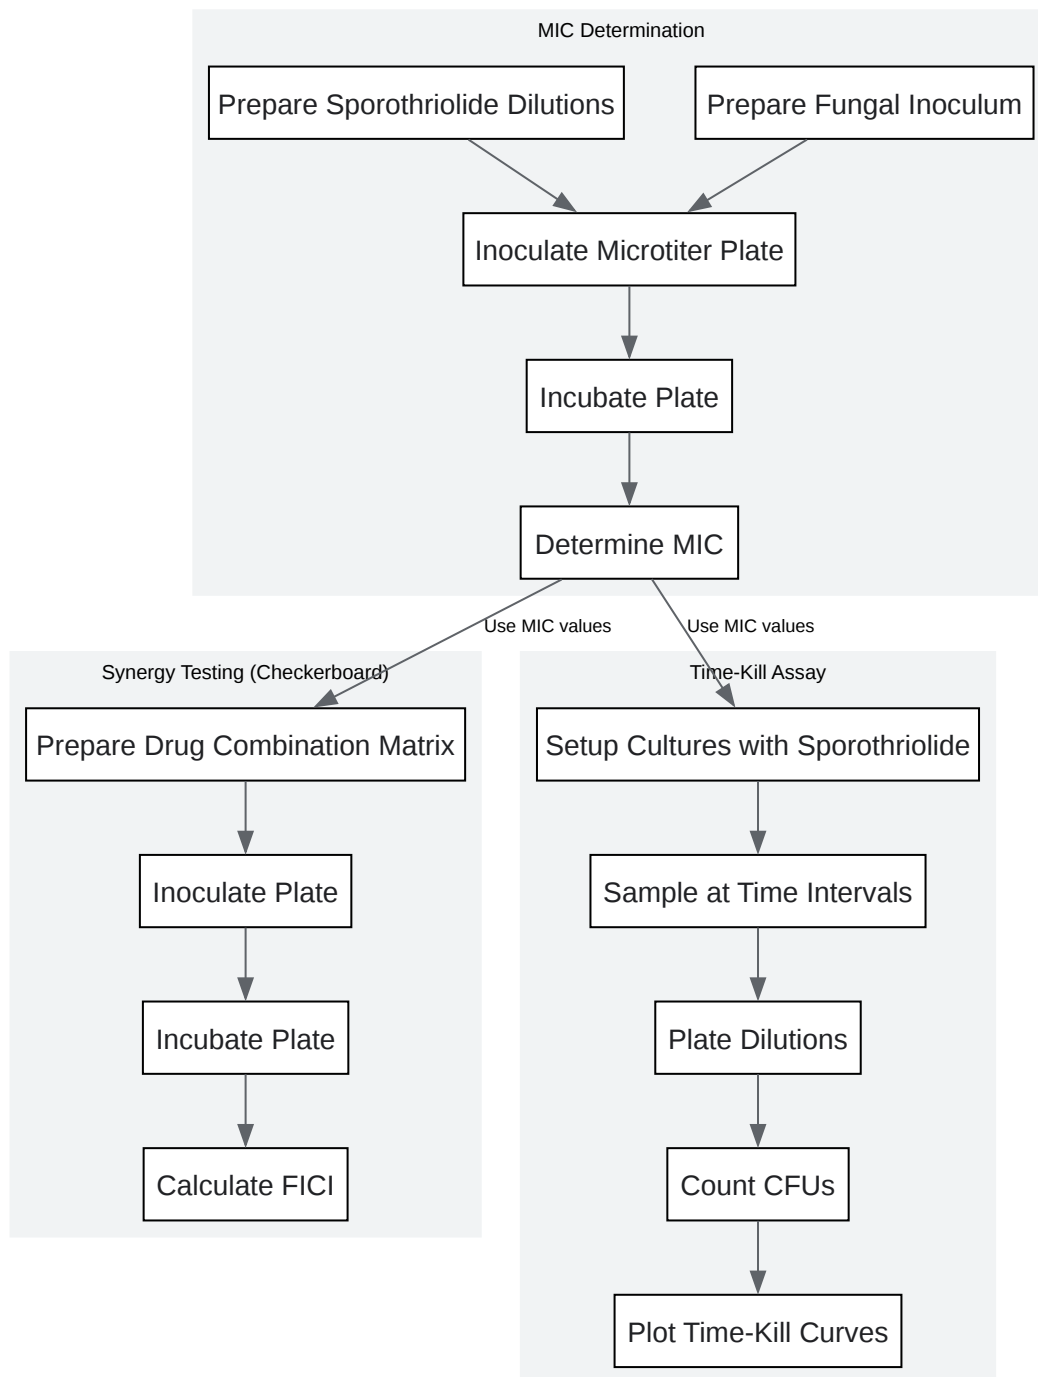 MIC Determination
Prepare Sporothriolide Dilutions
Prepare Fungal Inoculum
Inoculate Microtiter Plate
Incubate Plate
Determine MIC
Use MIC values
Use MIC values
Synergy Testing (Checkerboard)
Prepare Drug Combination Matrix
Inoculate Plate
Incubate Plate
Calculate FICI
Time-Kill Assay
Setup Cultures with Sporothriolide
Sample at Time Intervals
Plate Dilutions
Count CFUs
Plot Time-Kill Curves